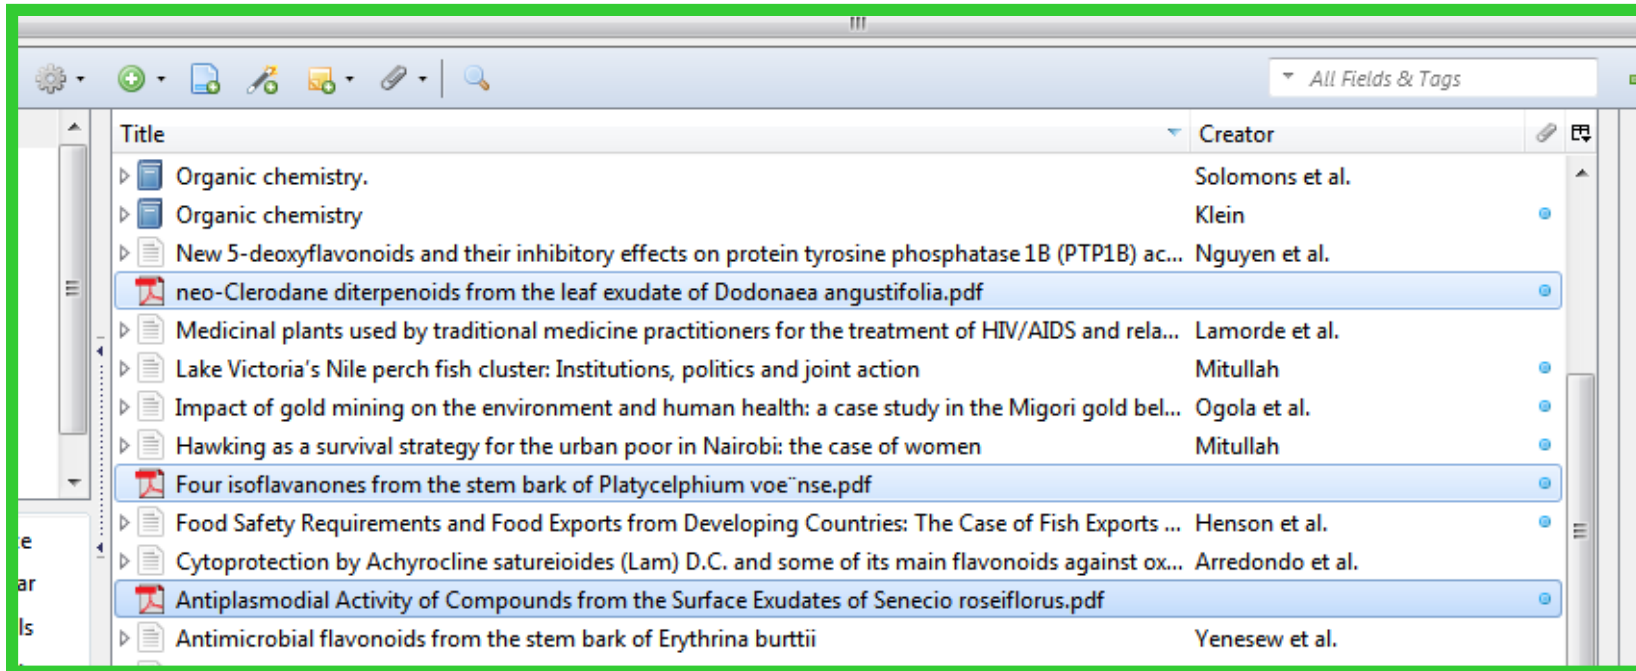 All Fields & Tags
Title Creator
Organic chemistry. Solomons et al.
Organic chemistry Klein
New 5-deoxyflavonoids and their inhibitory effects on protein tyrosine phosphatase 1B (PTP1B) ac... Nguyen et al.
neo-Clerodane diterpenoids from the leaf exudate of Dodonaea angustifolia.pdf
Medicinal plants used by traditional medicine practitioners for the treatment of HIV/AIDS and rela... Lamorde et al.
Lake Victoria's Nile perch fish cluster: Institutions, politics and joint action Mitullah
Impact of gold mining on the environment and human health: a case study in the Migori gold bel... Ogola et al.
Hawking as a survival strategy for the urban poor in Nairobi: the case of women Mitullah
Four isoflavanones from the stem bark of Platycelphium voe¨nse.pdf
Food Safety Requirements and Food Exports from Developing Countries: The Case of Fish Exports ... Henson et al.
Cytoprotection by Achyrocline satureioides (Lam) D.C. and some of its main flavonoids against ox... Arredondo et al.
Antiplasmodial Activity of Compounds from the Surface Exudates of Senecio roseiflorus.pdf
Antimicrobial flavonoids from the stem bark of Erythrina burttii Yenesew et al.
e
ar
ls